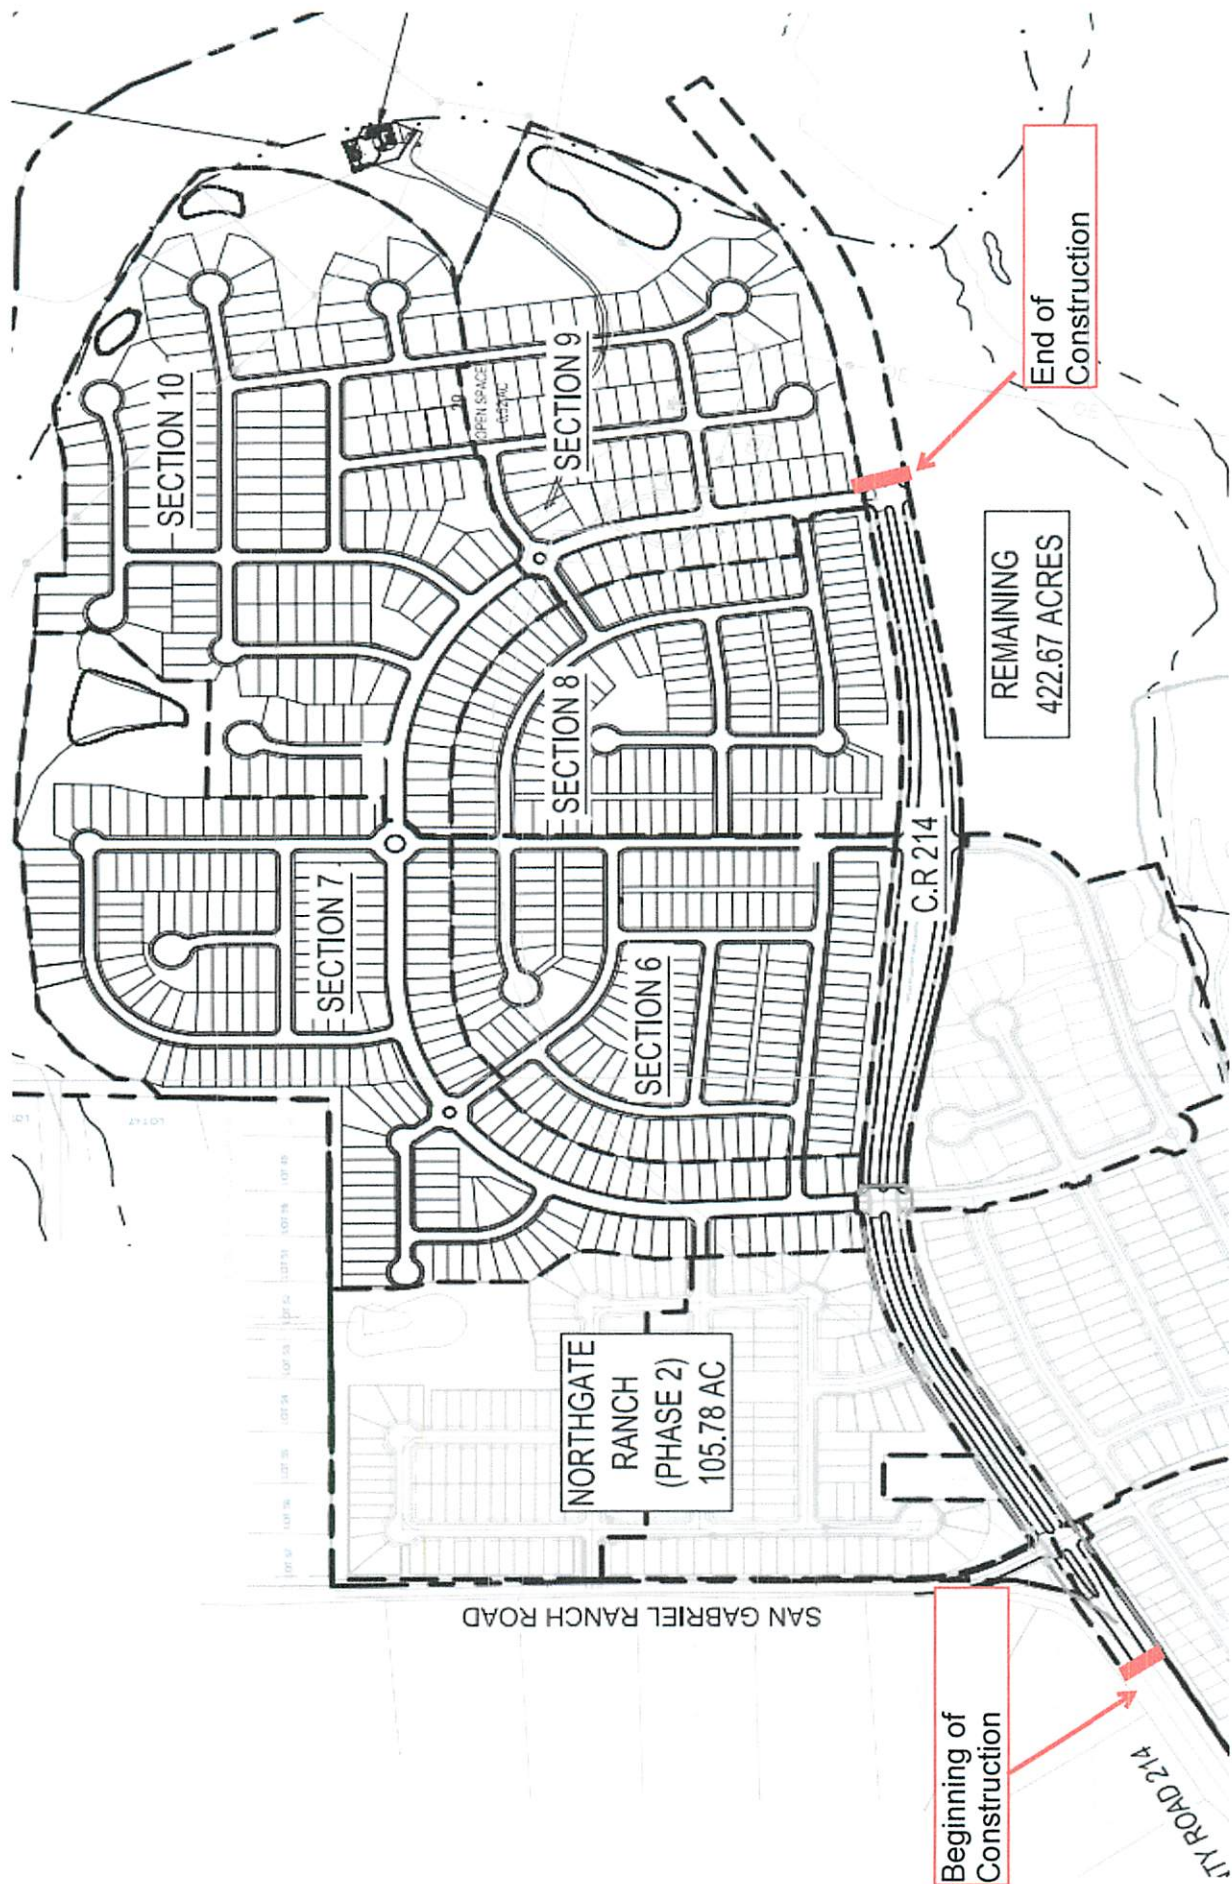 SECTION 10
SECTION 9
OPEN SPACE
SECTION 8
SECTION 7
SECTION 6
C.R 214
REMAINING
422.67 ACRES
End of
Construction
NORTHGATE
RANCH
(PHASE 2)
105.78 AC
SAN GABRIEL RANCH ROAD
Beginning of
Construction
TY ROAD 214